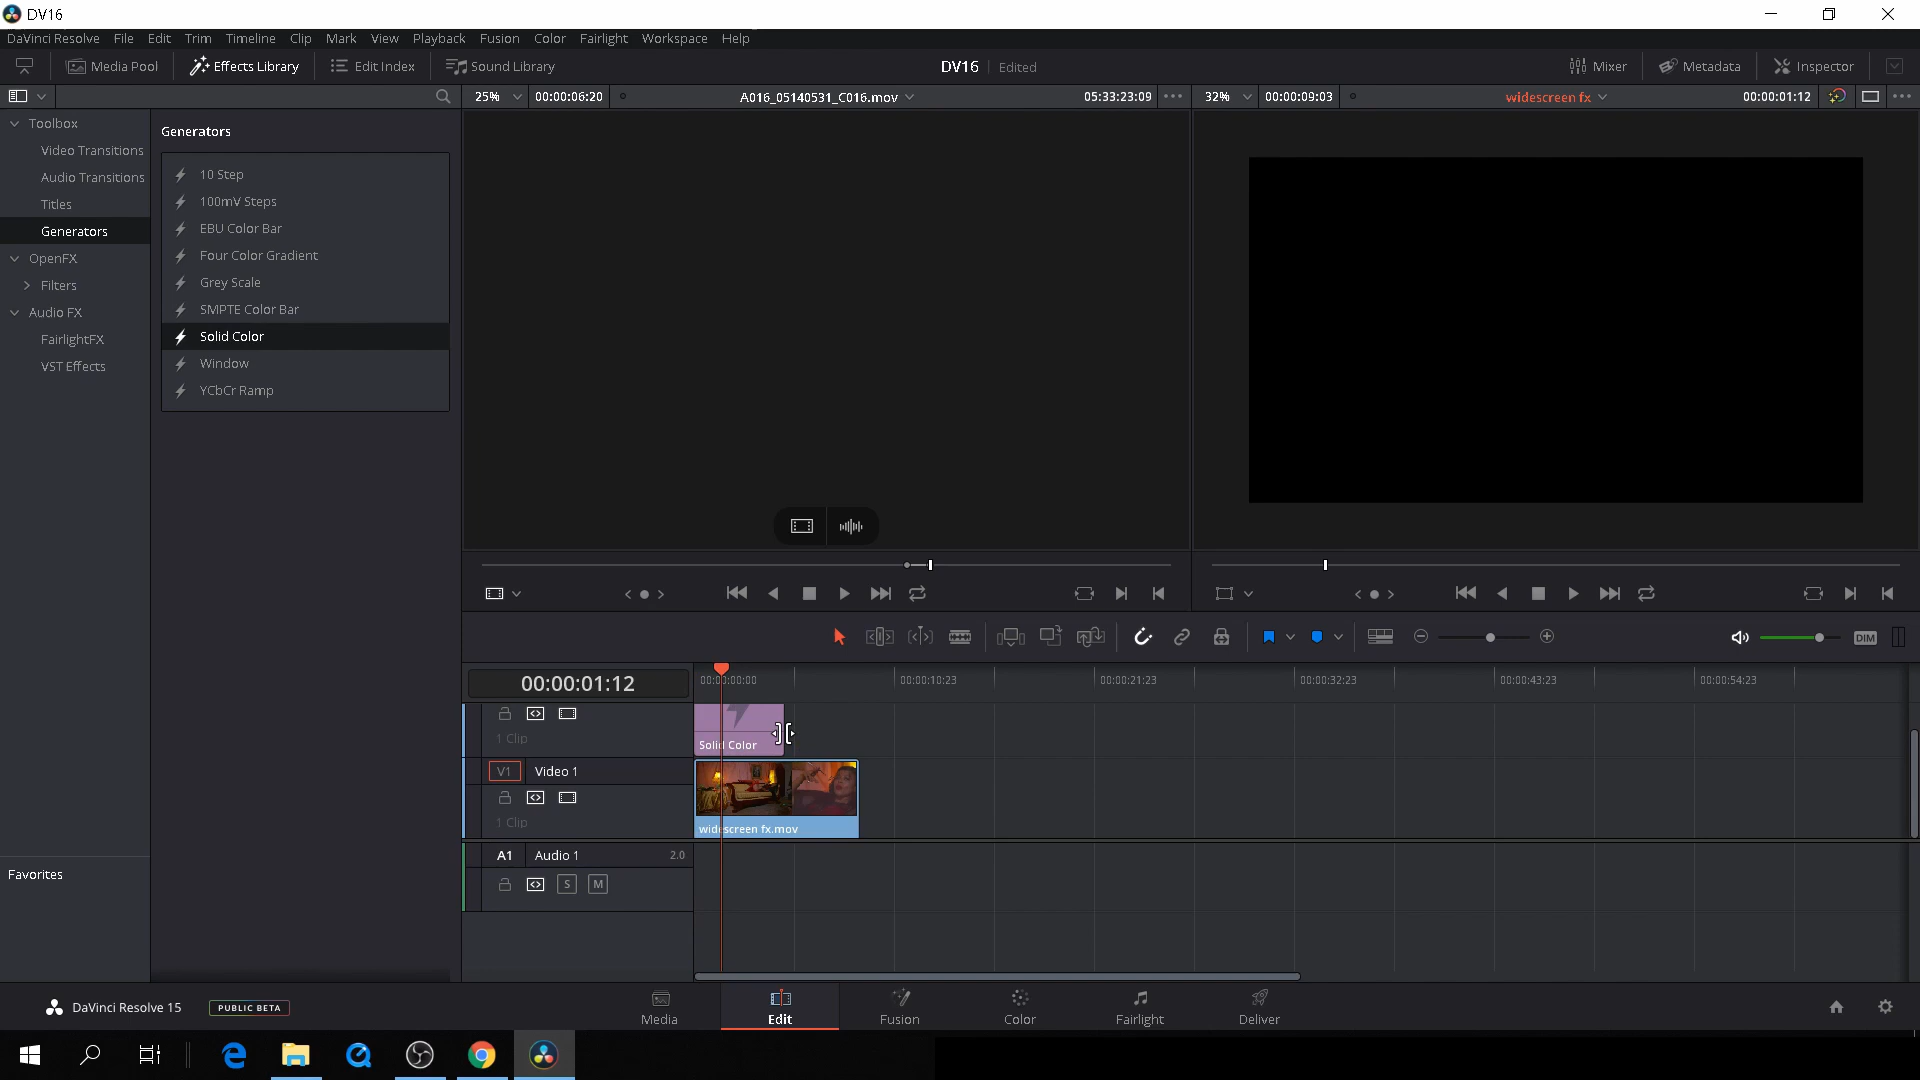 DV16
DaVinci Resolve File Edit Trim Timeline Clip Mark View Playback Fusion Color Fairlight Workspace Help
Media Pool Effects Library Edit Index Sound Library DV16 Edited Mixer Metadata Inspector
25% 00:00:06:20 A016_05140531_C016.mov 05:33:23:09 32% 00:00:09:03 widescreen fx 00:00:01:12
Toolbox
Video Transitions
Audio Transitions
Titles
Generators
OpenFX
Filters
Audio FX
FairlightFX
VST Effects
Favorites
Generators
10 Step
100mV Steps
EBU Color Bar
Four Color Gradient
Grey Scale
SMPTE Color Bar
Solid Color
Window
YCbCr Ramp
DIM
00:00:01:12
00:00:00:00 00:00:10:23 00:00:21:23 00:00:32:23 00:00:43:23 00:00:54:23
1 Clip
Solid Color
V1 Video 1
1 Clip
widescreen fx.mov
A1 Audio 1 2.0
S M
DaVinci Resolve 15 PUBLIC BETA
Media Edit Fusion Color Fairlight Deliver